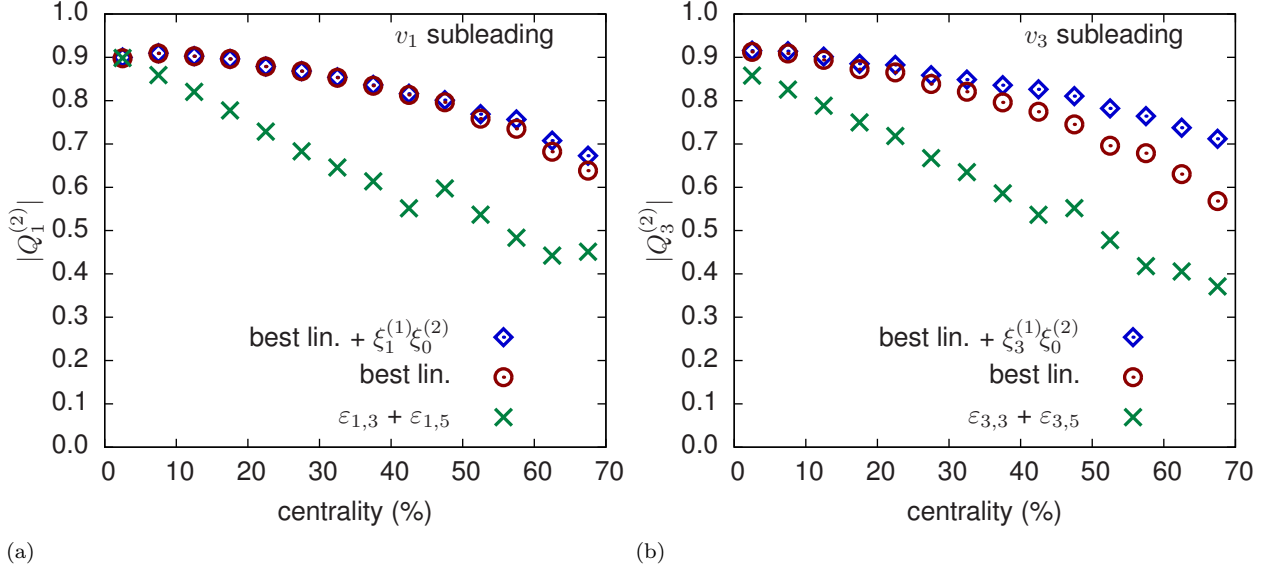 v₁ subleading
|Q₁⁽²⁾|
0.0
0.1
0.2
0.3
0.4
0.5
0.6
0.7
0.8
0.9
1.0
best lin. + ξ₁⁽¹⁾ξ₀⁽²⁾
best lin.
ε₁,₃ + ε₁,₅
0 10 20 30 40 50 60 70
centrality (%)
(a)
v₃ subleading
|Q₃⁽²⁾|
0.0
0.1
0.2
0.3
0.4
0.5
0.6
0.7
0.8
0.9
1.0
best lin. + ξ₃⁽¹⁾ξ₀⁽²⁾
best lin.
ε₃,₃ + ε₃,₅
0 10 20 30 40 50 60 70
centrality (%)
(b)